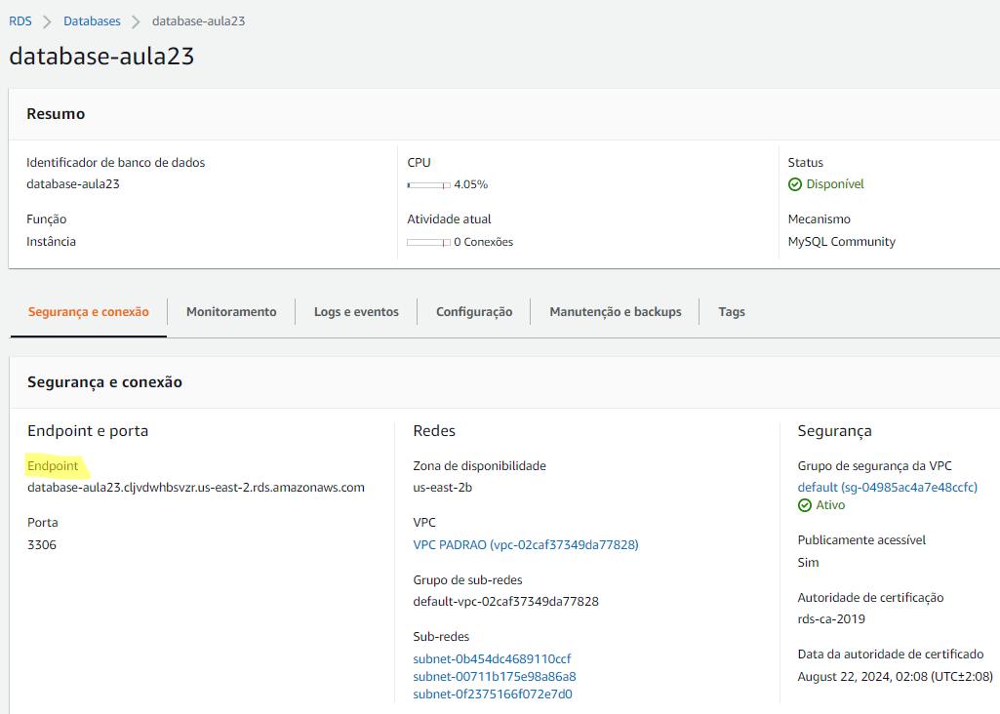 RDS > Databases > database-aula23
database-aula23
Resumo
Identificador de banco de dados
database-aula23
Função
Instância
CPU
4.05%
Atividade atual
0 Conexões
Status
Disponível
Mecanismo
MySQL Community
Segurança e conexão
Monitoramento
Logs e eventos
Configuração
Manutenção e backups
Tags
Segurança e conexão
Endpoint e porta
Endpoint
database-aula23.cljvdwhbsvzr.us-east-2.rds.amazonaws.com
Porta
3306
Redes
Zona de disponibilidade
us-east-2b
VPC
VPC PADRAO (vpc-02caf37349da77828)
Grupo de sub-redes
default-vpc-02caf37349da77828
Sub-redes
subnet-0b454dc4689110ccf
subnet-00711b175e98a86a8
subnet-0f2375166f072e7d0
Segurança
Grupo de segurança da VPC
default (sg-04985ac4a7e48ccfc)
Ativo
Publicamente acessível
Sim
Autoridade de certificação
rds-ca-2019
Data da autoridade de certificado
August 22, 2024, 02:08 (UTC±2:08)